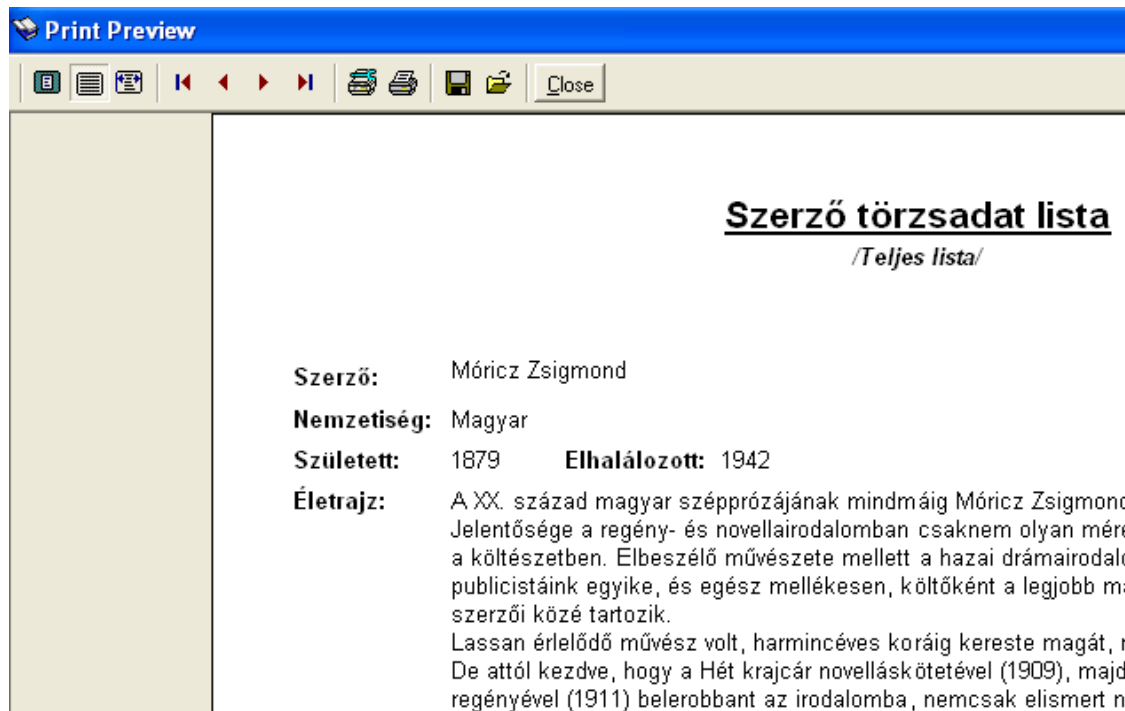 Print Preview
Close
Szerző törzsadat lista
/Teljes lista/
Szerző: Móricz Zsigmond
Nemzetiség: Magyar
Született: 1879 Elhalálozott: 1942
Életrajz: A XX. század magyar szépprózájának mindmáig Móricz Zsigmond
Jelentősége a regény- és novellairodalomban csaknem olyan
a költészetben. Elbeszélő művészete mellett a hazai
publicistáink egyike, és egész mellékesen, költőként a legjobb
szerzői közé tartozik.
Lassan érlelődő művész volt, harmincéves koráig kereste magát,
De attól kezdve, hogy a Hét krajcár novelláskötetével (1909), majd
regényével (1911) belerobbant az irodalomba, nemcsak elismert